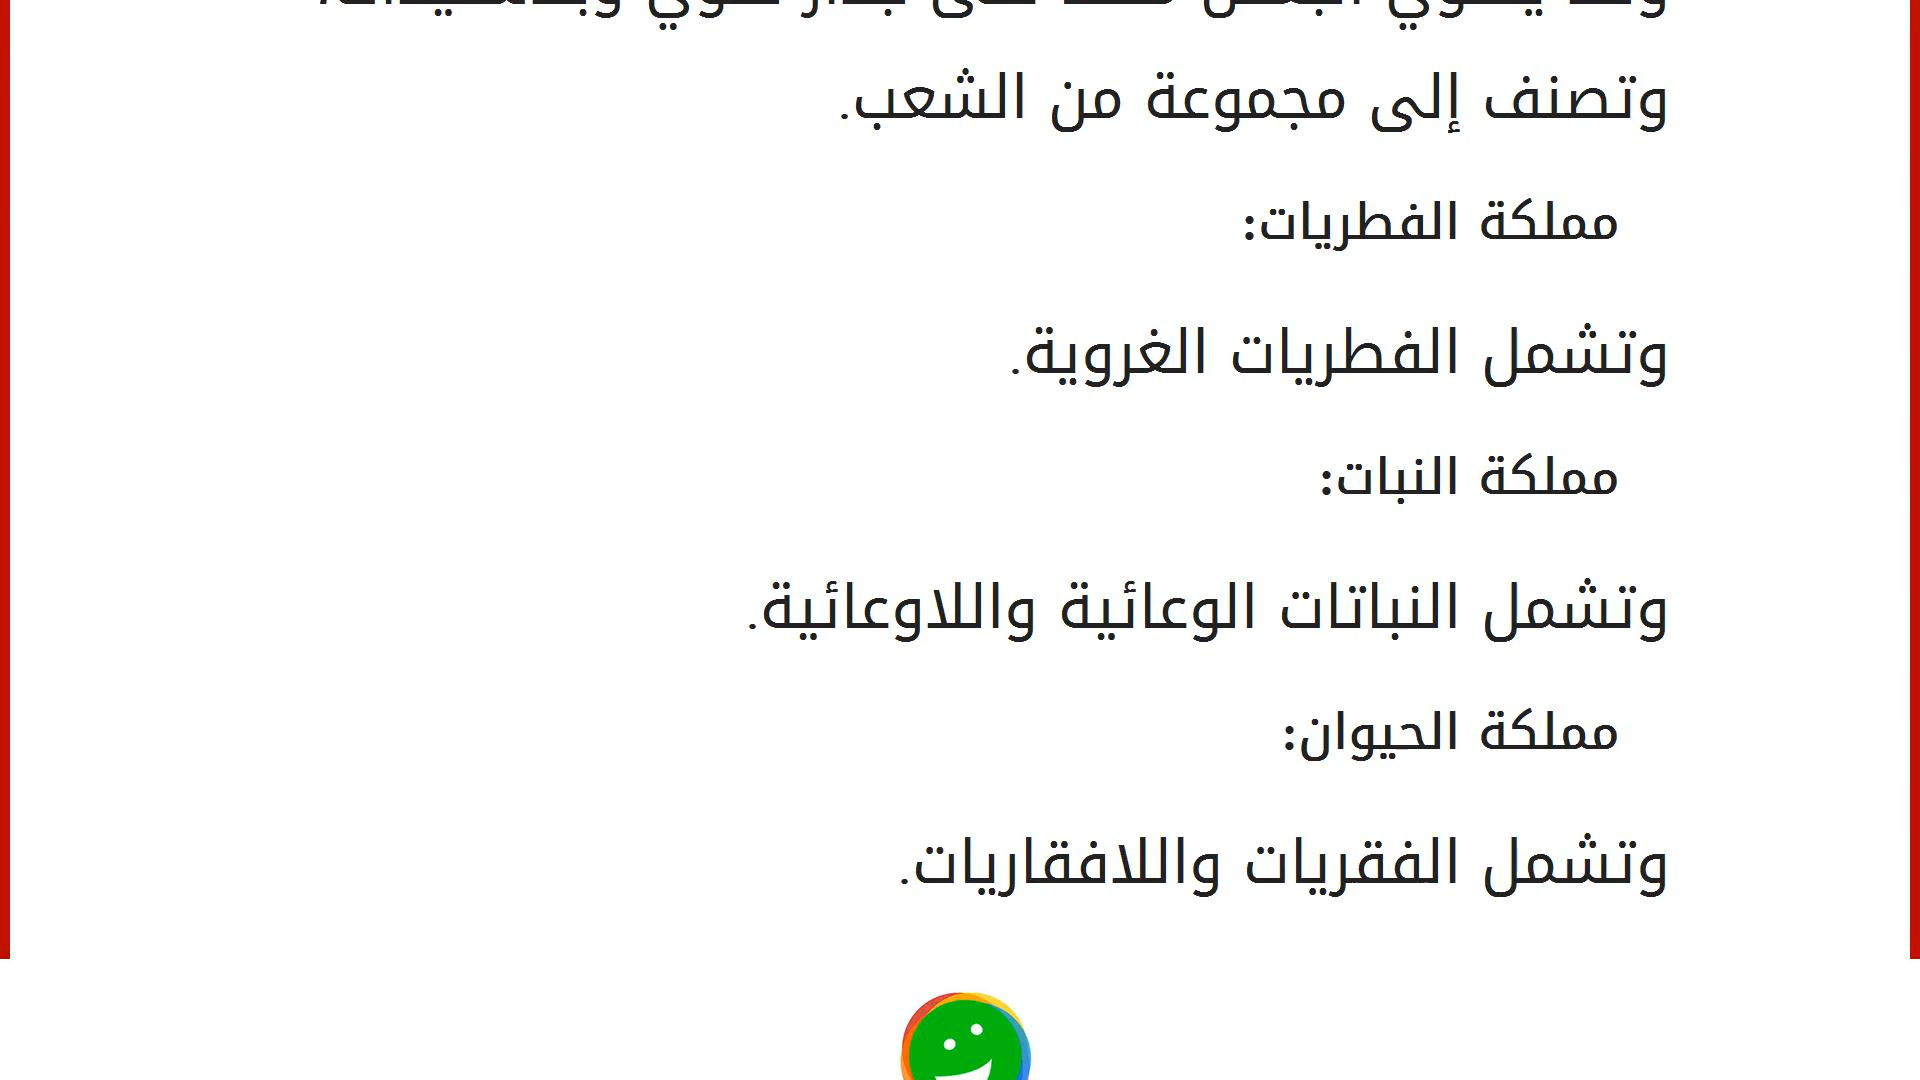 وتصنف إلى مجموعة من الشعب.
مملكة الفطريات:
وتشمل الفطريات الغروية.
مملكة النبات:
وتشمل النباتات الوعائية واللاوعائية.
مملكة الحيوان:
وتشمل الفقريات واللافقاريات.